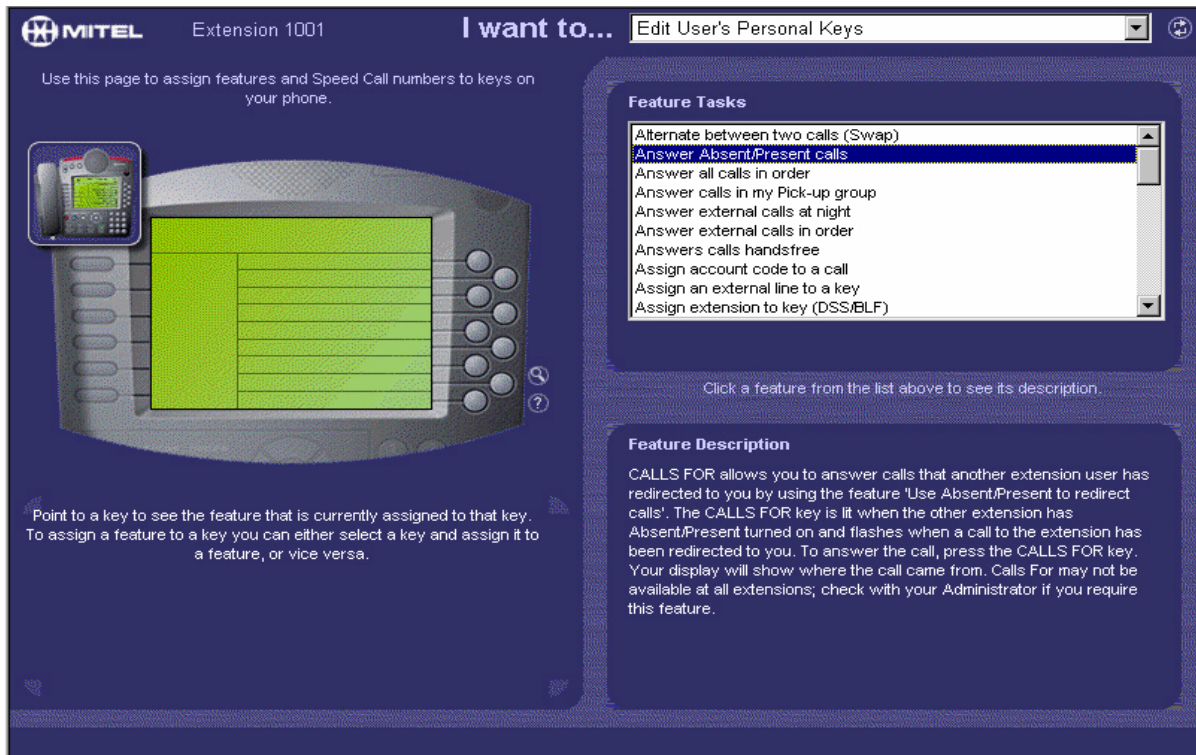 MITEL
Extension 1001
I want to...
Edit User's Personal Keys
Use this page to assign features and Speed Call numbers to keys on
your phone.
?
Point to a key to see the feature that is currently assigned to that key.
To assign a feature to a key you can either select a key and assign it to
a feature, or vice versa.
Feature Tasks
Alternate between two calls (Swap)
Answer Absent/Present calls
Answer all calls in order
Answer calls in my Pick-up group
Answer external calls at night
Answer external calls in order
Answers calls handsfree
Assign account code to a call
Assign an external line to a key
Assign extension to key (DSS/BLF)
Click a feature from the list above to see its description.
Feature Description
CALLS FOR allows you to answer calls that another extension user has
redirected to you by using the feature 'Use Absent/Present to redirect
calls'. The CALLS FOR key is lit when the other extension has
Absent/Present turned on and flashes when a call to the extension has
been redirected to you. To answer the call, press the CALLS FOR key.
Your display will show where the call came from. Calls For may not be
available at all extensions; check with your Administrator if you require
this feature.